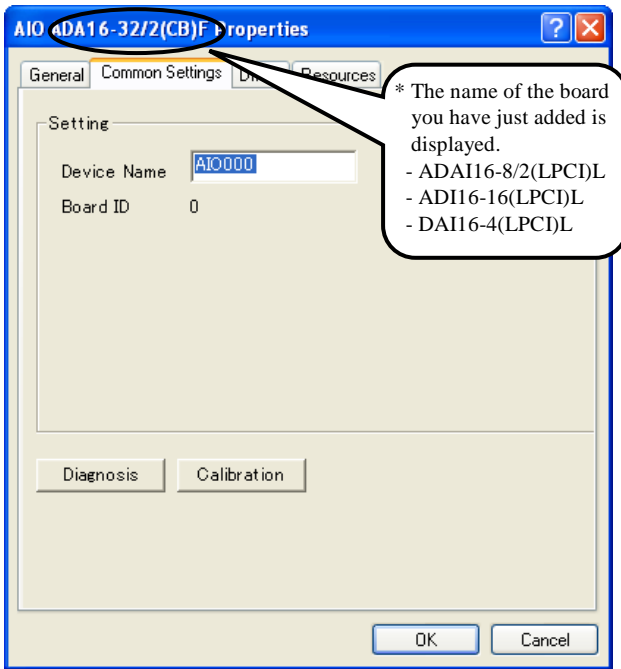 AIO ADA16-32/2(CB)F Properties
General
Common Settings
Resources
* The name of the board
you have just added is
displayed.
- ADAI16-8/2(LPCI)L
- ADI16-16(LPCI)L
- DAI16-4(LPCI)L
Setting
Device Name
AIO000
Board ID
0
Diagnosis
Calibration
OK
Cancel